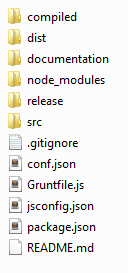 compiled
dist
documentation
node_modules
release
src
.gitignore
conf.json
Gruntfile.js
jsconfig.json
package.json
README.md